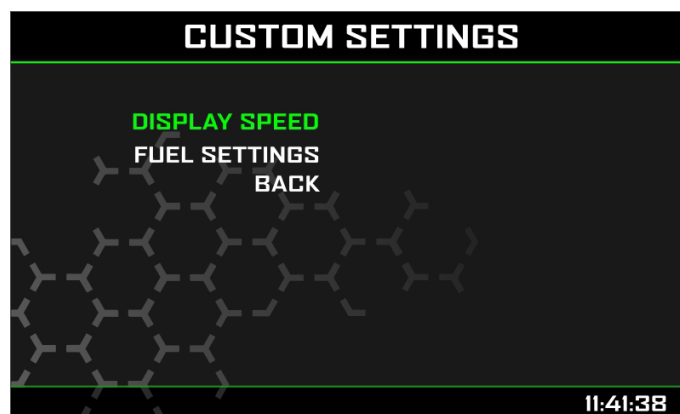 CUSTOM SETTINGS
DISPLAY SPEED
FUEL SETTINGS
BACK
11:41:38